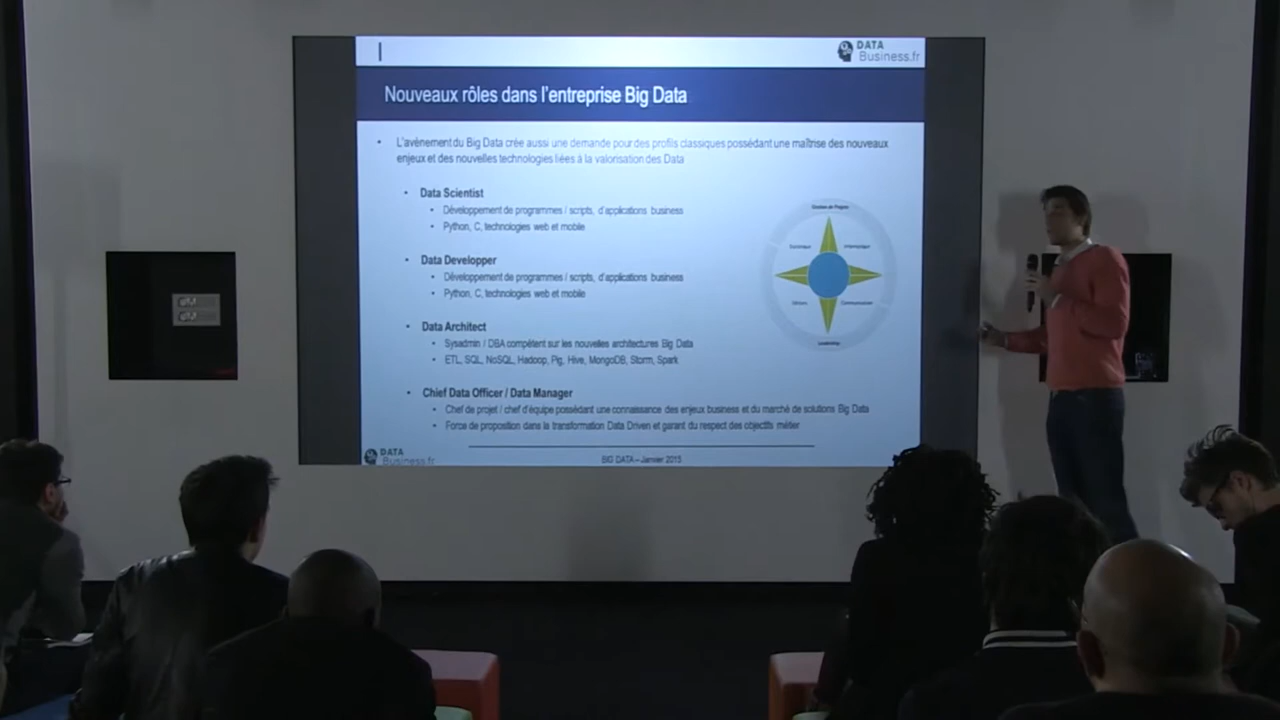 DATA
Business.fr
Nouveaux rôles dans l'entreprise Big Data
• L'avènement du Big Data crée aussi une demande pour des profils classiques possédant une maîtrise des nouveaux
enjeux et des nouvelles technologies liées à la valorisation des Data
• Data Scientist
• Développement de programmes / scripts, d'applications business
• Python, C, technologies web et mobile
• Data Developper
• Développement de programmes / scripts, d'applications business
• Python, C, technologies web et mobile
• Data Architect
• Sysadmin / DBA compétent sur les nouvelles architectures Big Data
• ETL, SQL, NoSQL, Hadoop, Pig, Hive, MongoDB, Storm, Spark
• Chief Data Officer / Data Manager
• Chef de projet / chef d'équipe possédant une connaissance des enjeux business et du marché de solutions Big Data
• Force de proposition dans la transformation Data Driven et garant du respect des objectifs métier
Gestion de Projet
Informatique
Communication
Leadership
DATA
Business.fr
BIG DATA – Janvier 2015